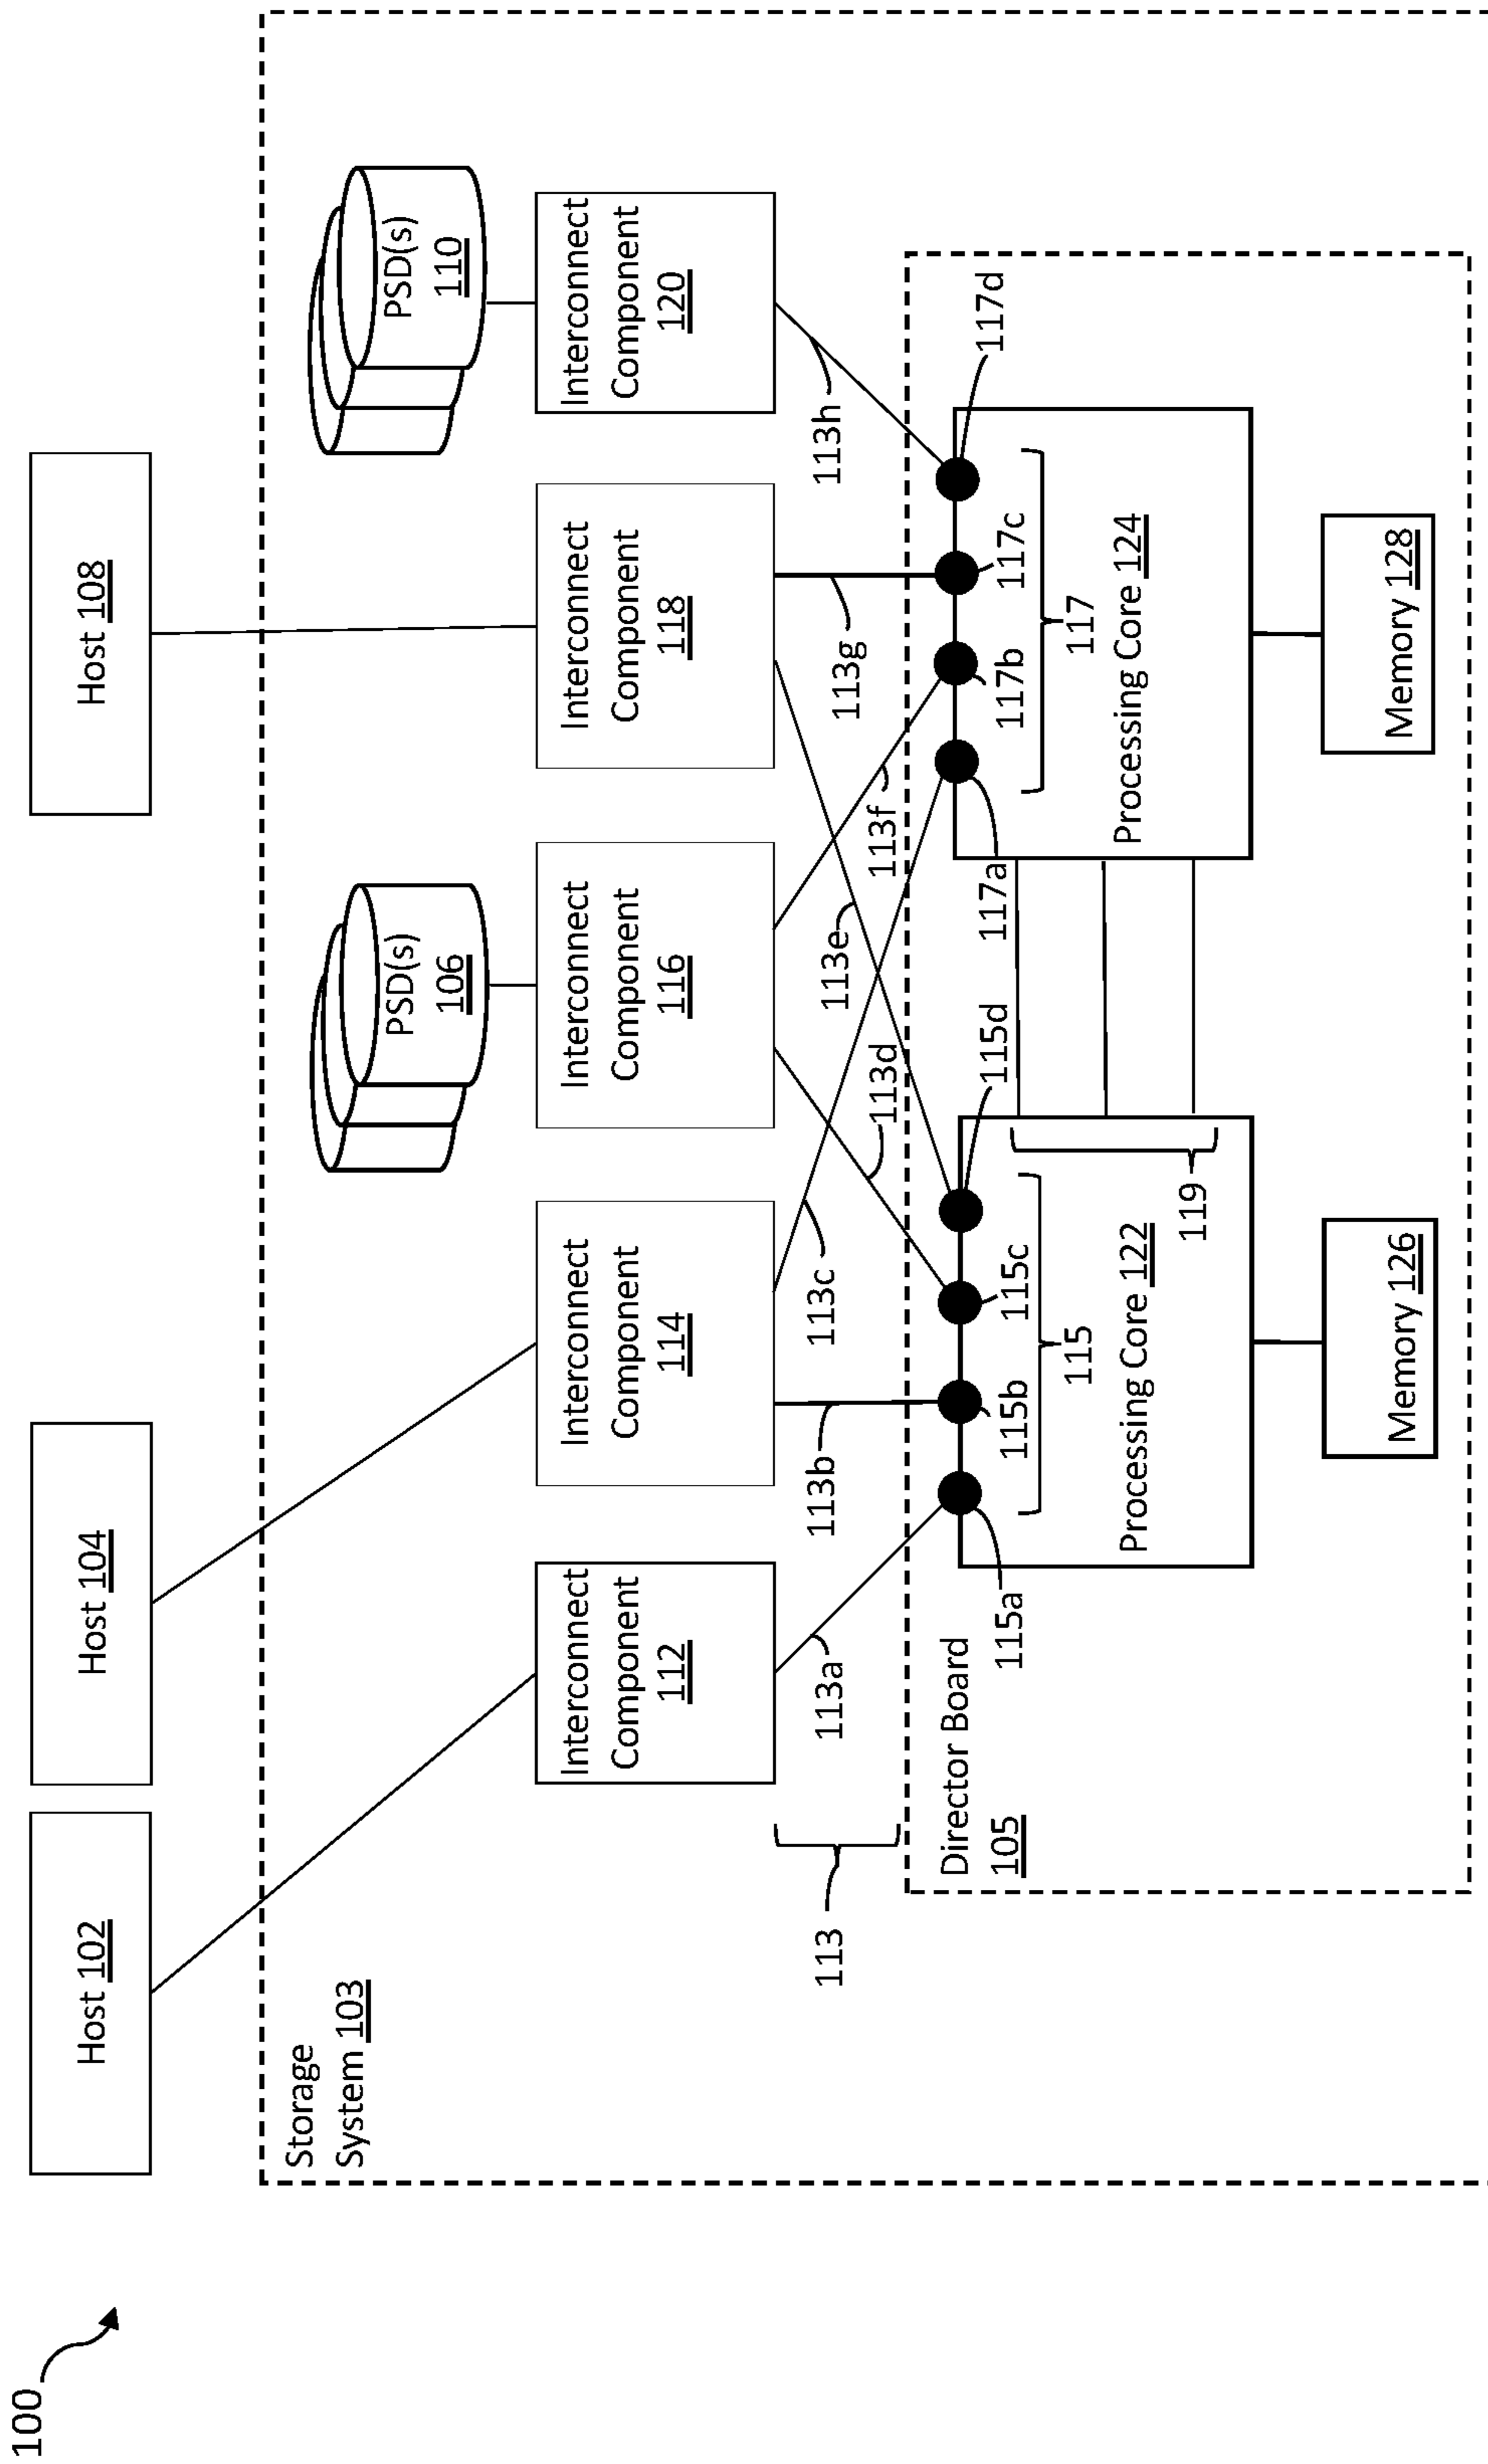 100
Host 102
Host 104
Host 108
Storage
System 103
PSD(s)
106
PSD(s)
110
Interconnect
Component
112
Interconnect
Component
114
Interconnect
Component
116
Interconnect
Component
118
Interconnect
Component
120
113
113a
113b
113c
113d
113e
113f
113g
113h
Director Board
105
115a
115b
115c
115d
115
Processing Core 122
119
117a
117b
117c
117d
117
Processing Core 124
Memory 126
Memory 128